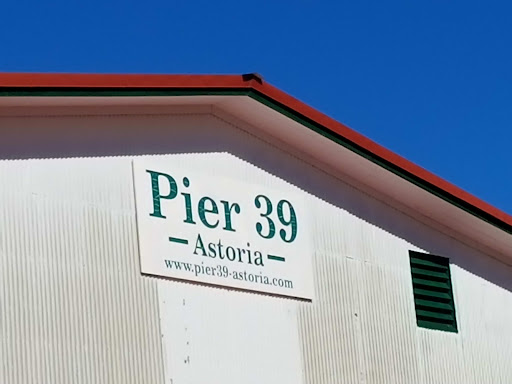 Pier 39
— Astoria —
www.pier39-astoria.com